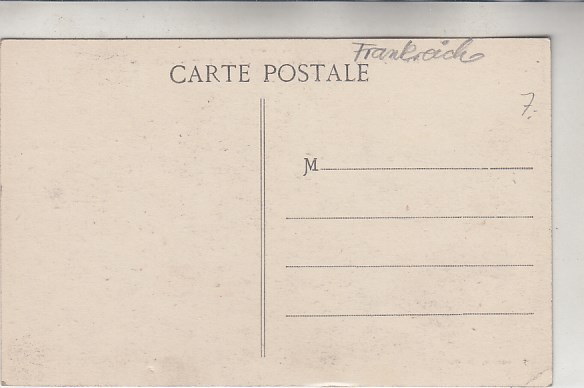 Frankreich
CARTE POSTALE
7.-
M